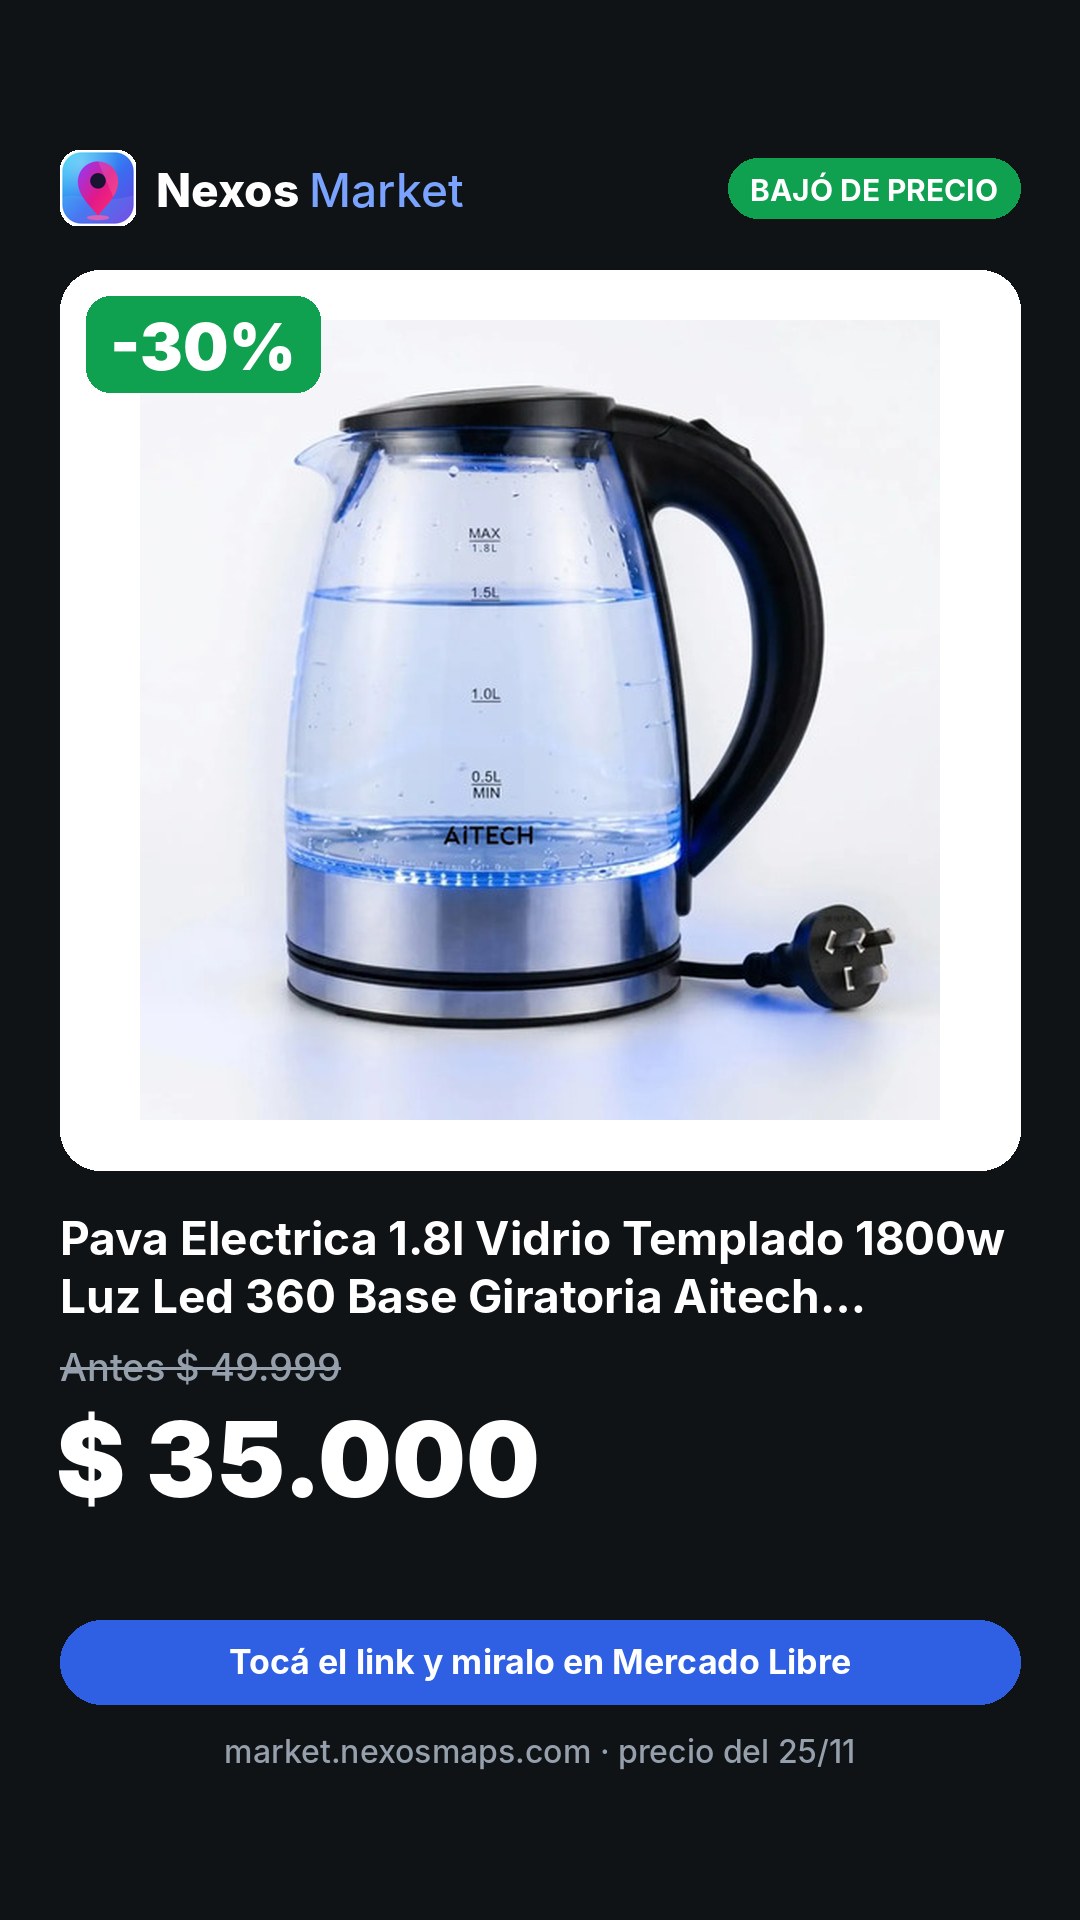 Nexos Market
BAJÓ DE PRECIO
-30%
MAX
1.8L
1.5L
1.0L
0.5L
MIN
AiTECH
Pava Electrica 1.8l Vidrio Templado 1800w
Luz Led 360 Base Giratoria Aitech...
Antes $ 49.999
$ 35.000
Tocá el link y miralo en Mercado Libre
market.nexosmaps.com · precio del 25/11